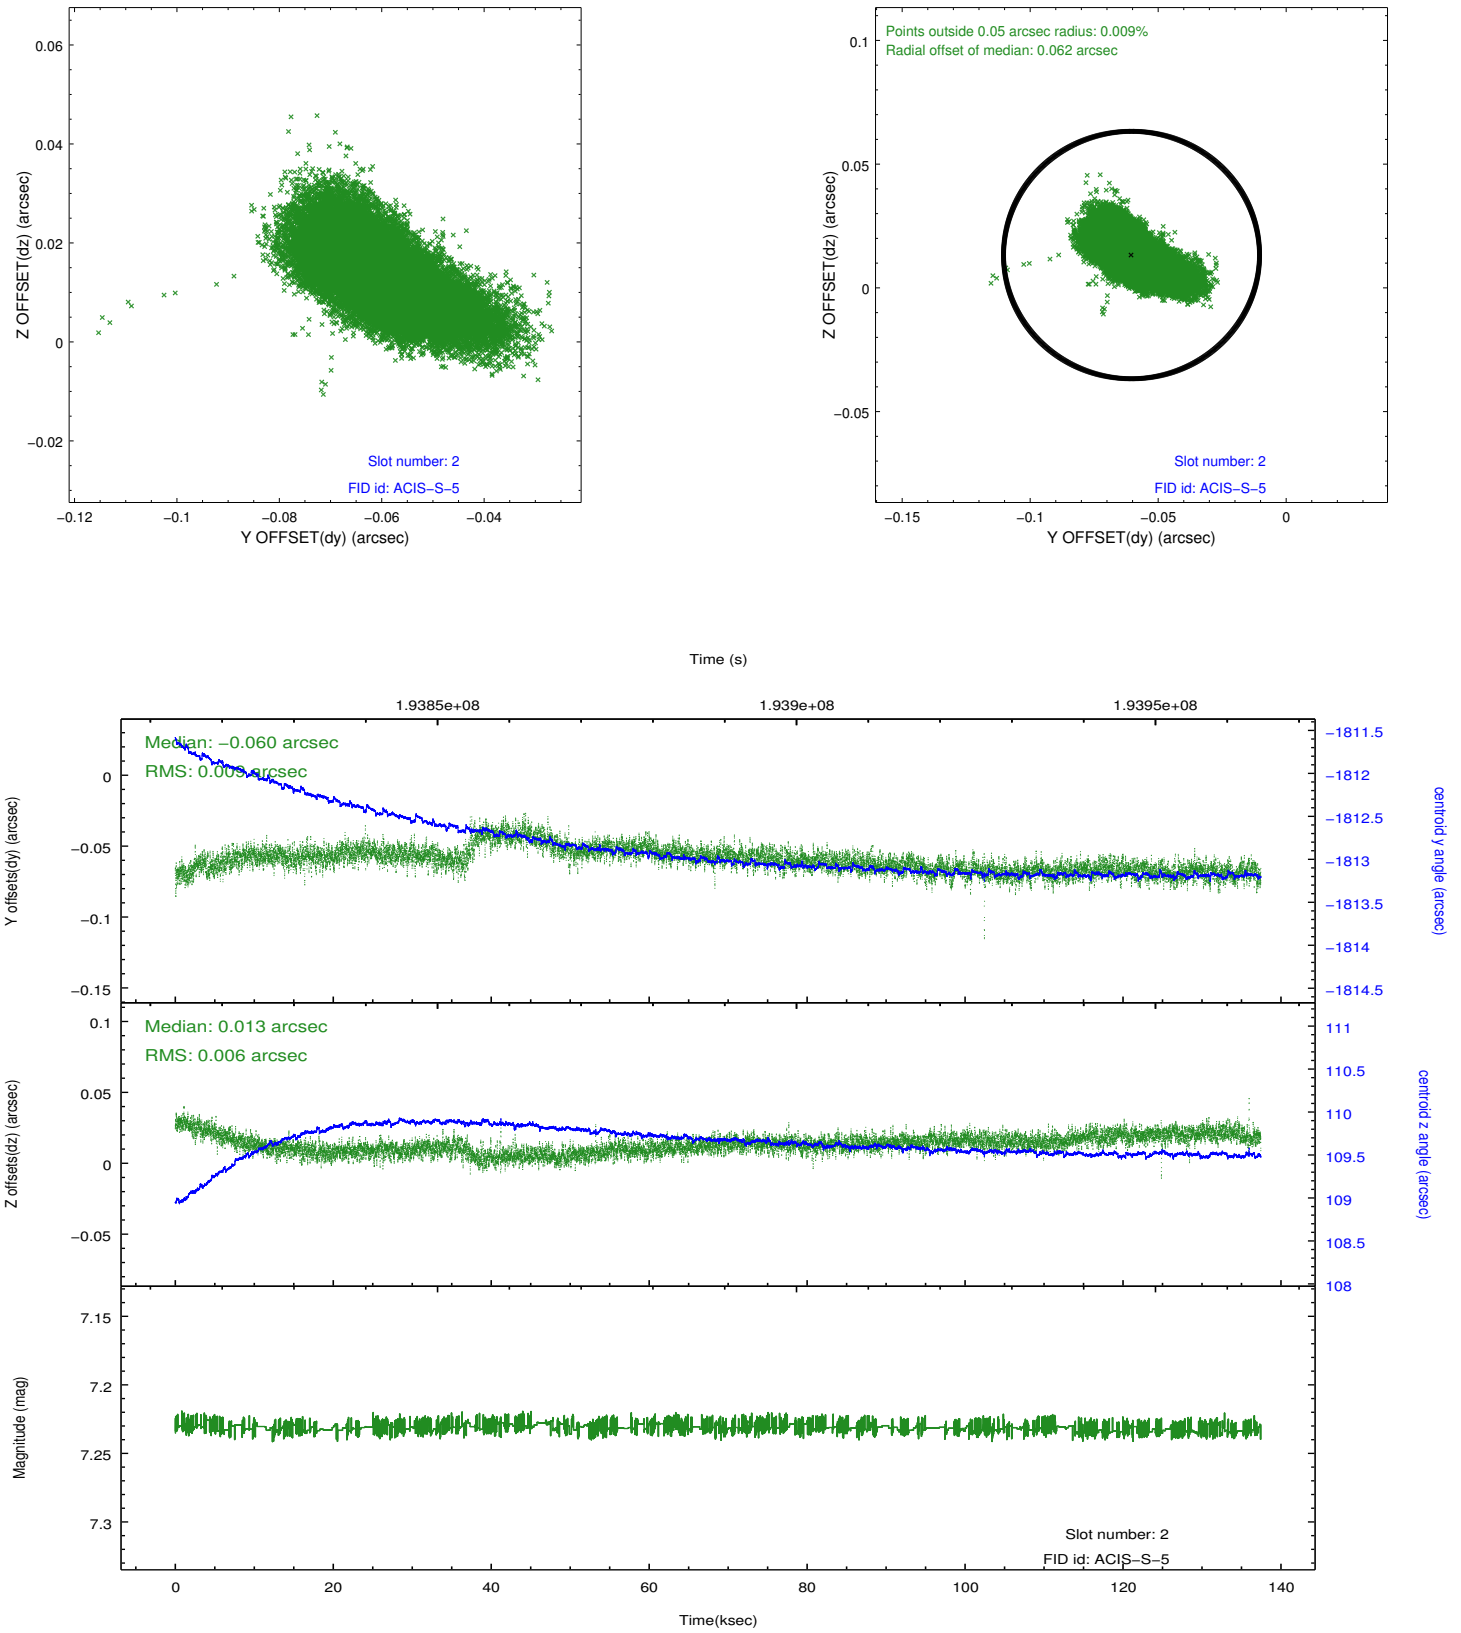 0.06
0.04
0.02
0
−0.02
−0.12
−0.1
−0.08
−0.06
−0.04
Z OFFSET(dz) (arcsec)
Y OFFSET(dy) (arcsec)
Slot number: 2
FID id: ACIS−S−5
Points outside 0.05 arcsec radius: 0.009%
Radial offset of median: 0.062 arcsec
0.1
0.05
0
−0.05
−0.15
−0.1
−0.05
0
Z OFFSET(dz) (arcsec)
Y OFFSET(dy) (arcsec)
Slot number: 2
FID id: ACIS−S−5
Time (s)
1.9385e+08
1.939e+08
1.9395e+08
Median: −0.060 arcsec
RMS: 0.009 arcsec
0
−0.05
−0.1
−0.15
Y offsets(dy) (arcsec)
−1811.5
−1812
−1812.5
−1813
−1813.5
−1814
−1814.5
centroid y angle (arcsec)
Median: 0.013 arcsec
RMS: 0.006 arcsec
0.1
0.05
0
−0.05
Z offsets(dz) (arcsec)
111
110.5
110
109.5
109
108.5
108
centroid z angle (arcsec)
7.15
7.2
7.25
7.3
Magnitude (mag)
Slot number: 2
FID id: ACIS−S−5
0
20
40
60
80
100
120
140
Time(ksec)